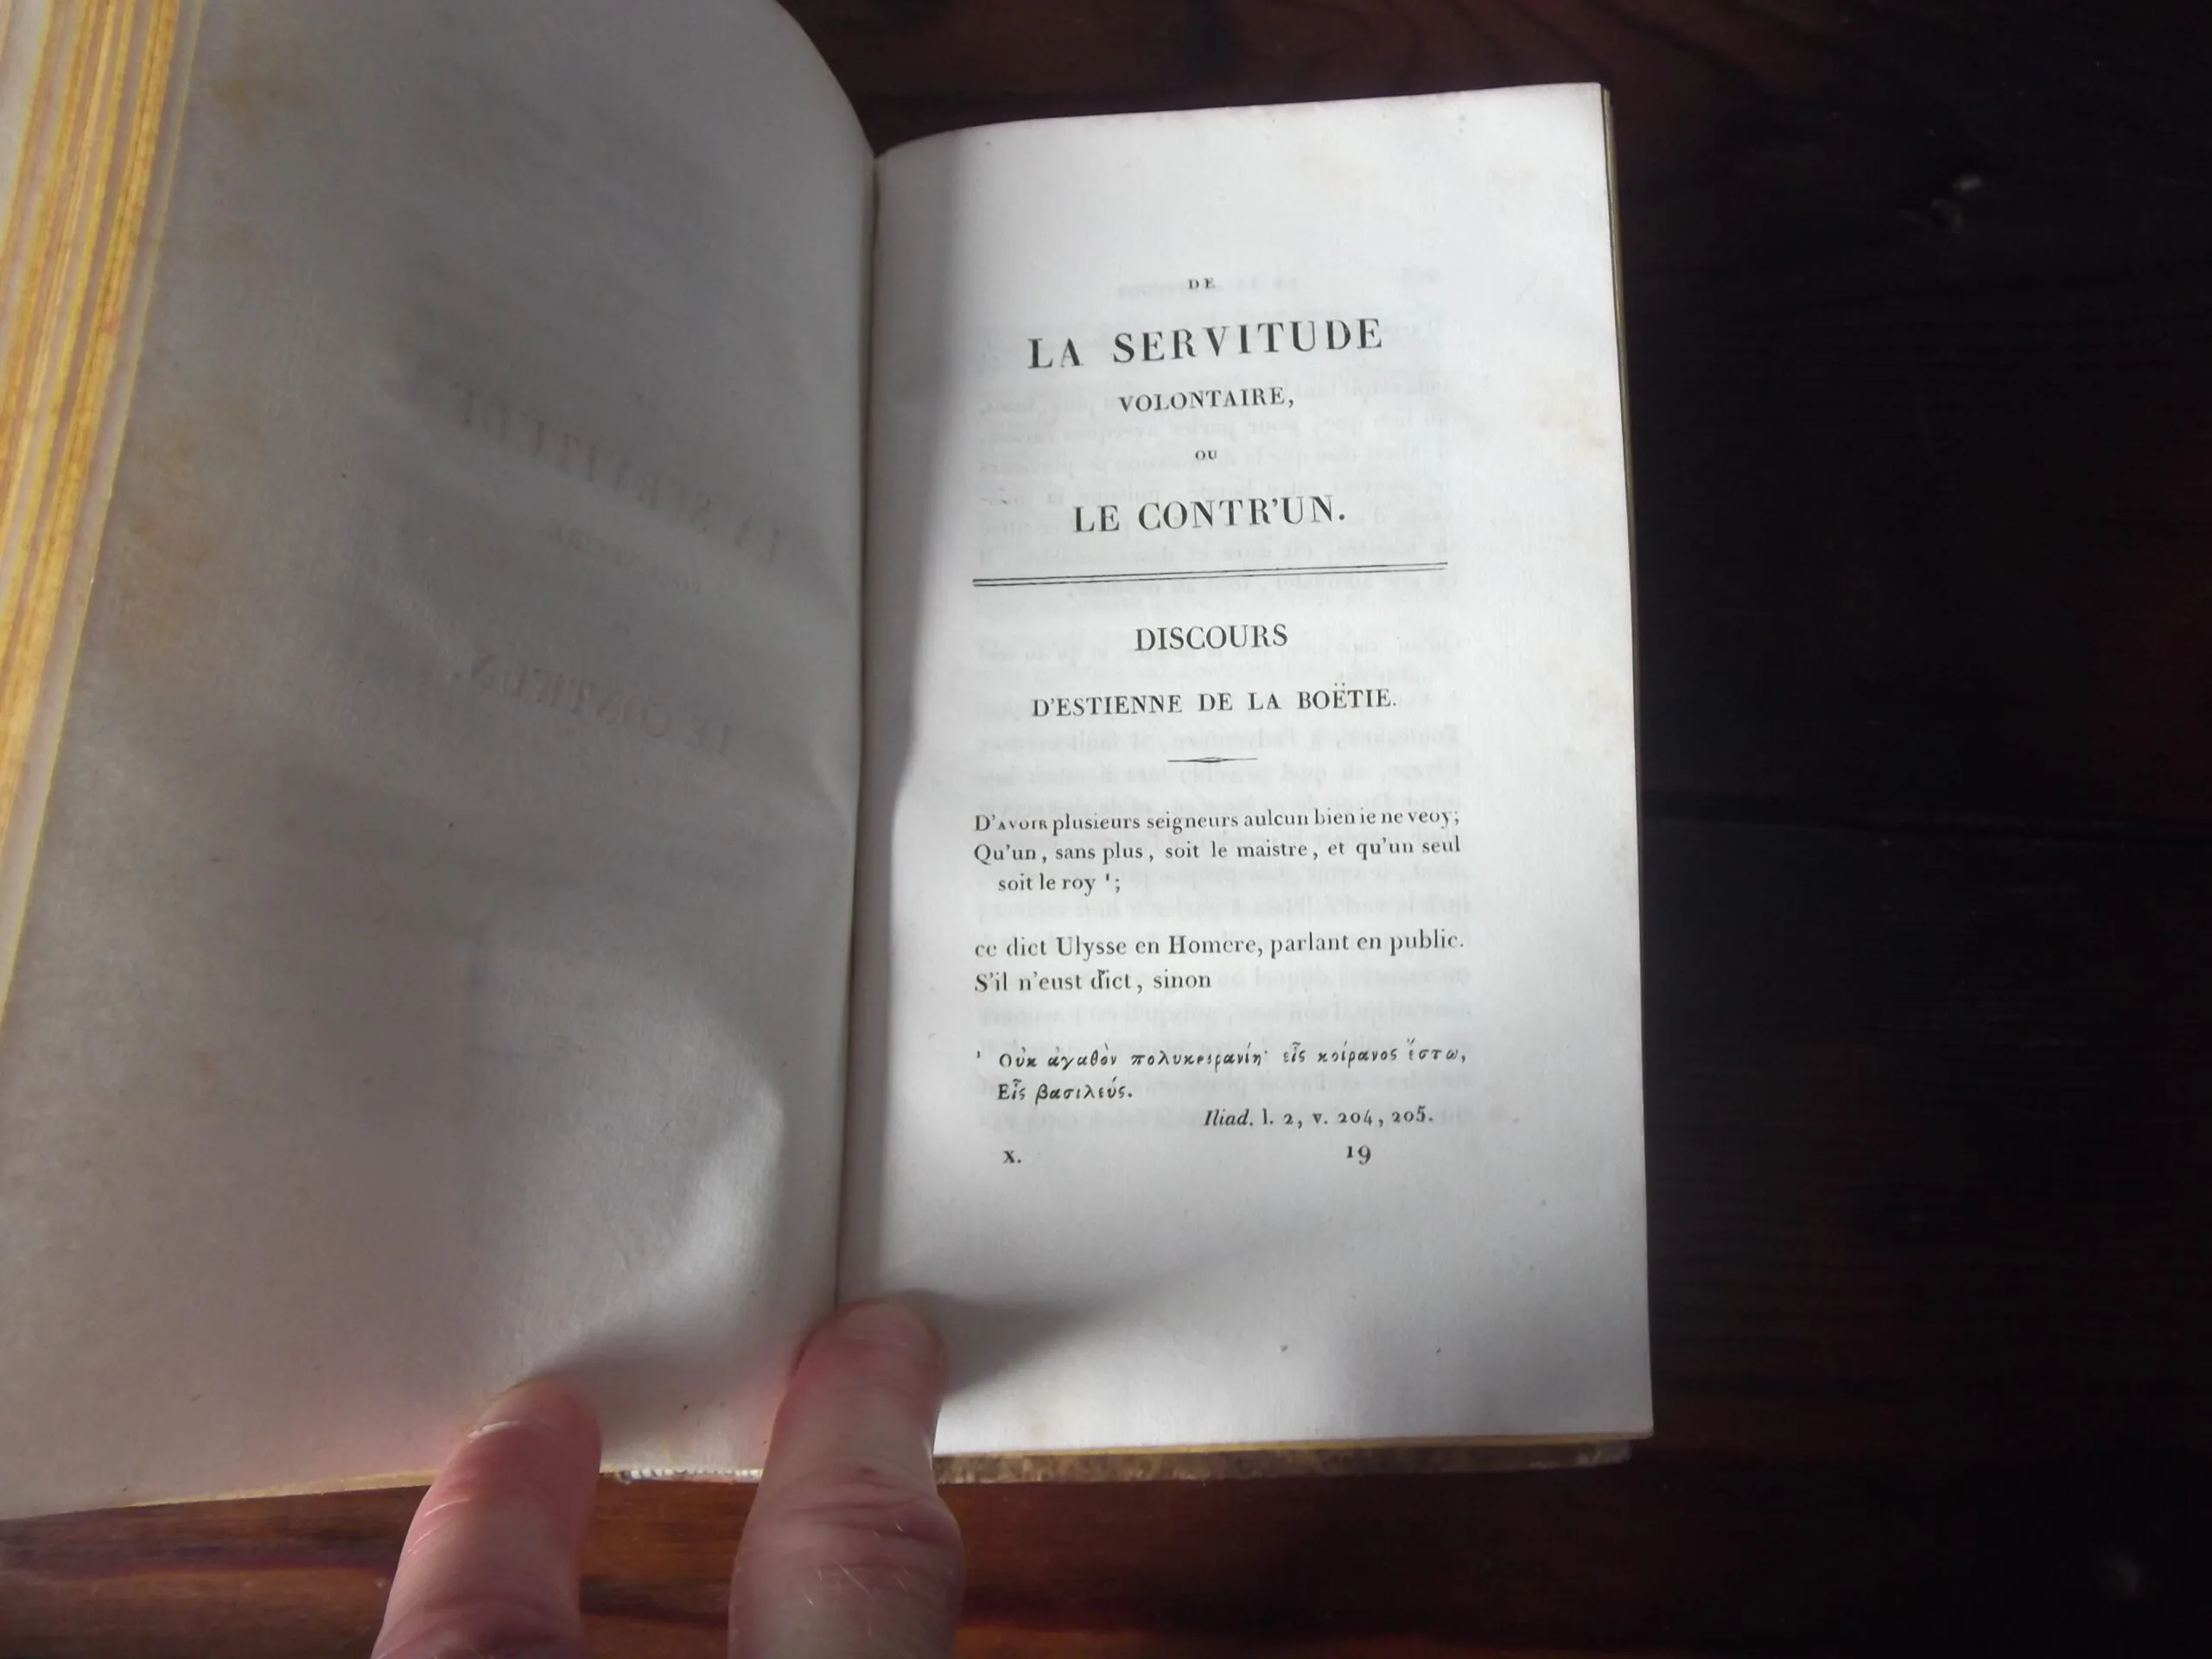 DE
LA SERVITUDE
VOLONTAIRE,
OU
LE CONTR'UN.
DISCOURS
D'ESTIENNE DE LA BOËTIE.
D'AVOIR plusieurs seigneurs aulcun bien ie ne veoy;
Qu'un, sans plus, soit le maistre, et qu'un seul
soit le roy ¹;
ce dict Ulysse en Homere, parlant en public.
S'il n'eust dict, sinon
¹ Οὐκ ἀγαθὸν πολυκοιρανίη· εἷς κοίρανος ἔστω,
Εἷς βασιλεύς.
Iliad. l. 2, v. 204, 205.
X. 19